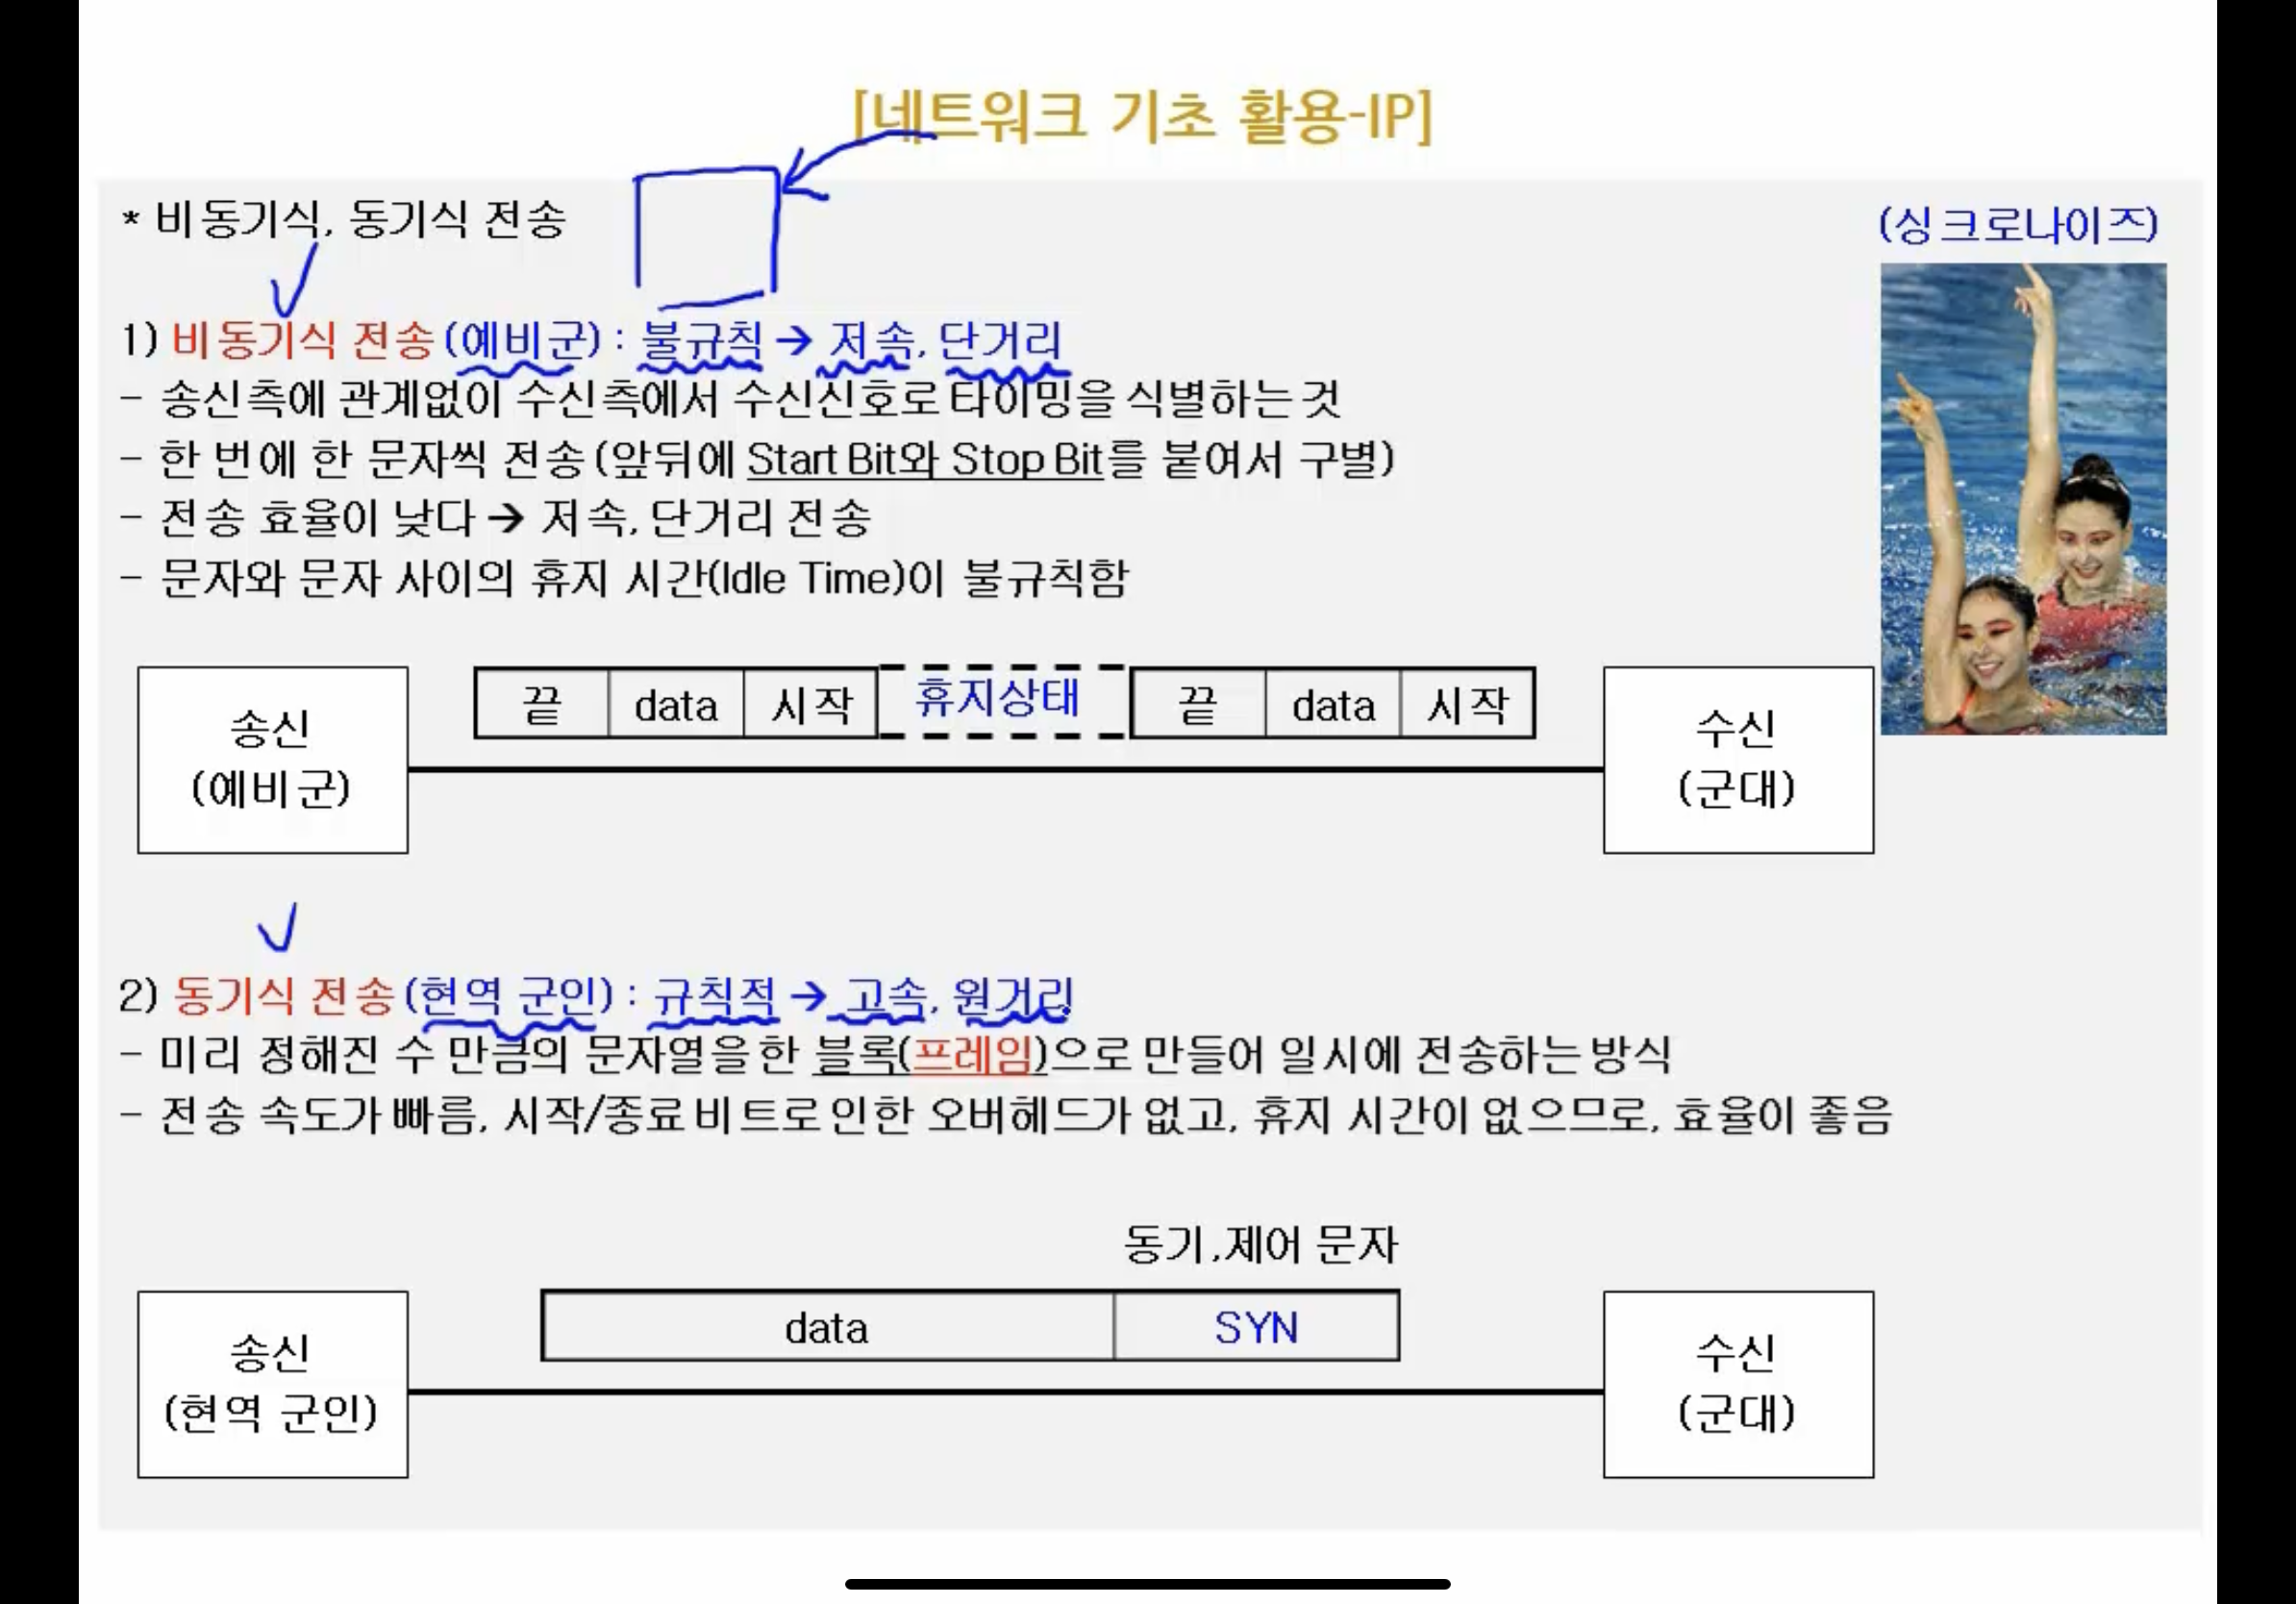 [네트워크 기초 활용-IP]
* 비동기식, 동기식 전송
(싱크로나이즈)
1) 비동기식 전송(예비군) : 불규칙 → 저속, 단거리
- 송신측에 관계없이 수신측에서 수신신호로 타이밍을 식별하는 것
- 한 번에 한 문자씩 전송(앞뒤에 Start Bit와 Stop Bit를 붙여서 구별)
- 전송 효율이 낮다 → 저속, 단거리 전송
- 문자와 문자 사이의 휴지 시간(Idle Time)이 불규칙함
송신
(예비군)
끝 data 시작 휴지상태 끝 data 시작
수신
(군대)
2) 동기식 전송(현역 군인) : 규칙적 → 고속, 원거리
- 미리 정해진 수 만큼의 문자열을 한 블록(프레임)으로 만들어 일시에 전송하는 방식
- 전송 속도가 빠름, 시작/종료 비트로 인한 오버헤드가 없고, 휴지 시간이 없으므로, 효율이 좋음
동기,제어 문자
송신
(현역 군인)
data SYN
수신
(군대)